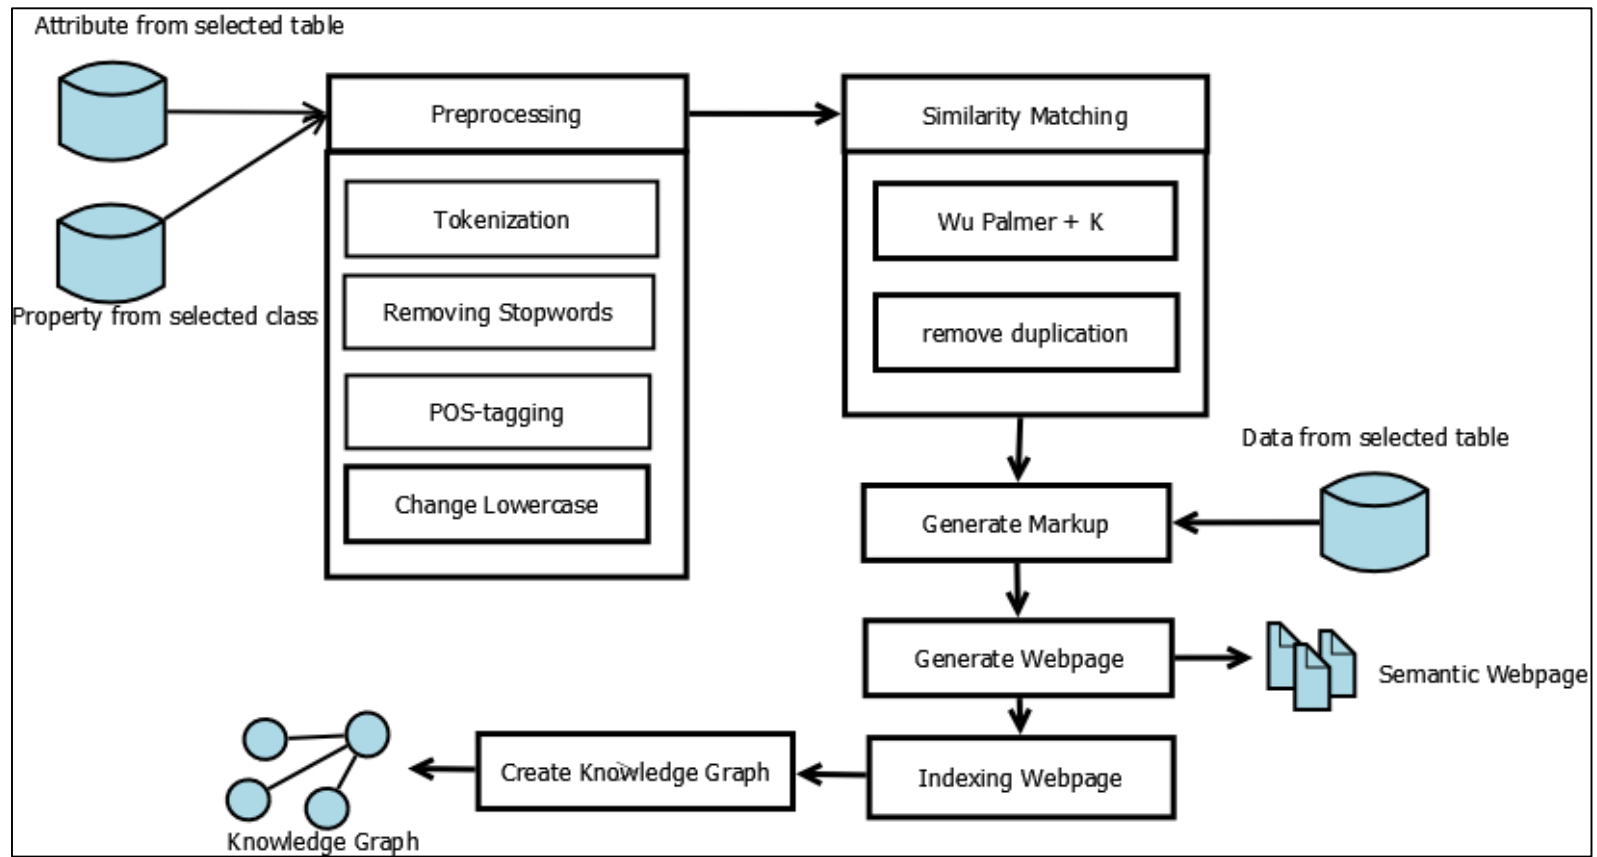 Attribute from selected table
Preprocessing
Similarity Matching
Tokenization
Wu Palmer + K
Removing Stopwords
Property from selected class
remove duplication
POS-tagging
Data from selected table
Change Lowercase
Generate Markup
Generate Webpage
Semantic Webpage
Create Knowledge Graph
Indexing Webpage
Knowledge Graph